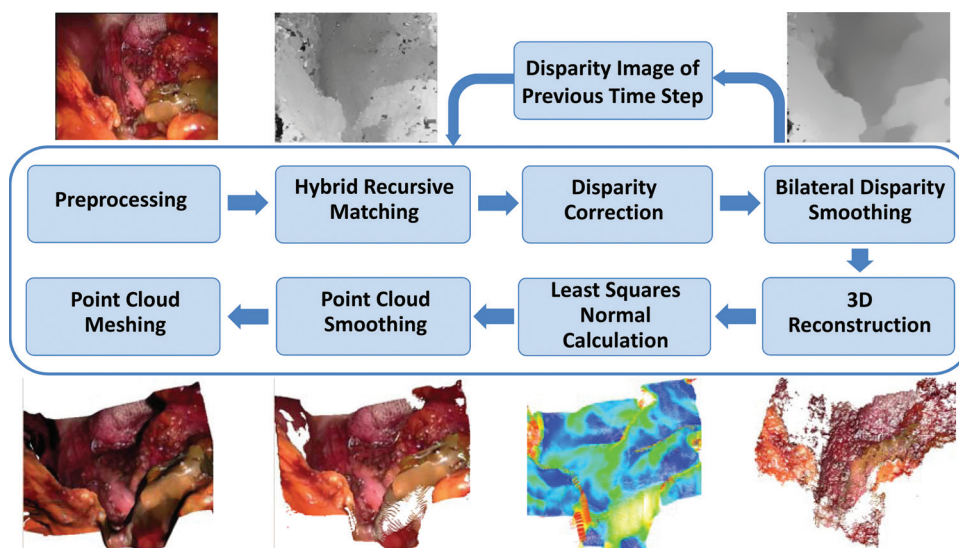 Disparity Image of
Previous Time Step
Preprocessing
Hybrid Recursive
Matching
Disparity
Correction
Bilateral Disparity
Smoothing
Point Cloud
Meshing
Point Cloud
Smoothing
Least Squares
Normal
Calculation
3D
Reconstruction